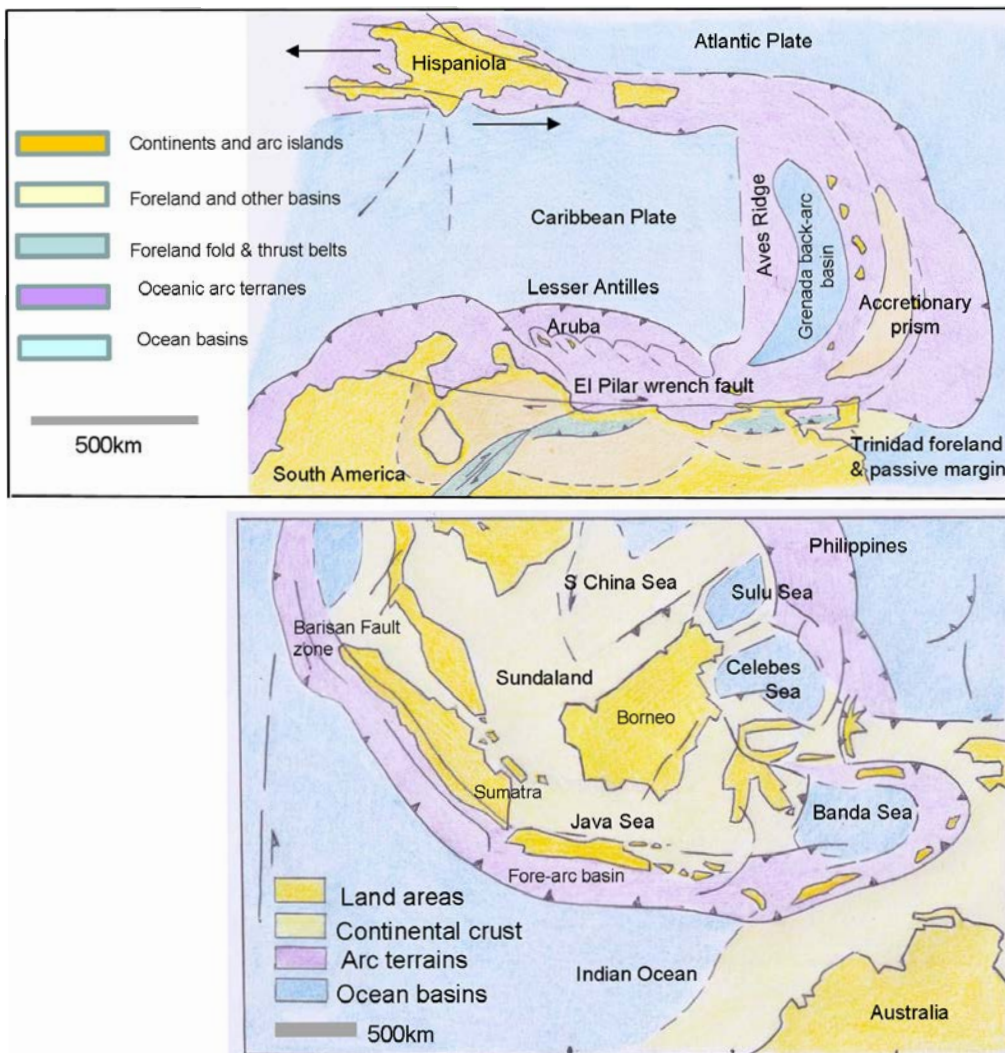 Atlantic Plate
Hispaniola
Continents and arc islands
Foreland and other basins
Foreland fold & thrust belts
Oceanic arc terranes
Ocean basins
500km
Caribbean Plate
Aves Ridge
Grenada back-arc
basin
Accretionary
prism
Lesser Antilles
Aruba
El Pilar wrench fault
South America
Trinidad foreland
& passive margin
Philippines
S China Sea
Sulu Sea
Barisan Fault
zone
Sundaland
Celebes
Sea
Borneo
Sumatra
Java Sea
Banda Sea
Fore-arc basin
Land areas
Continental crust
Arc terrains
Ocean basins
500km
Indian Ocean
Australia